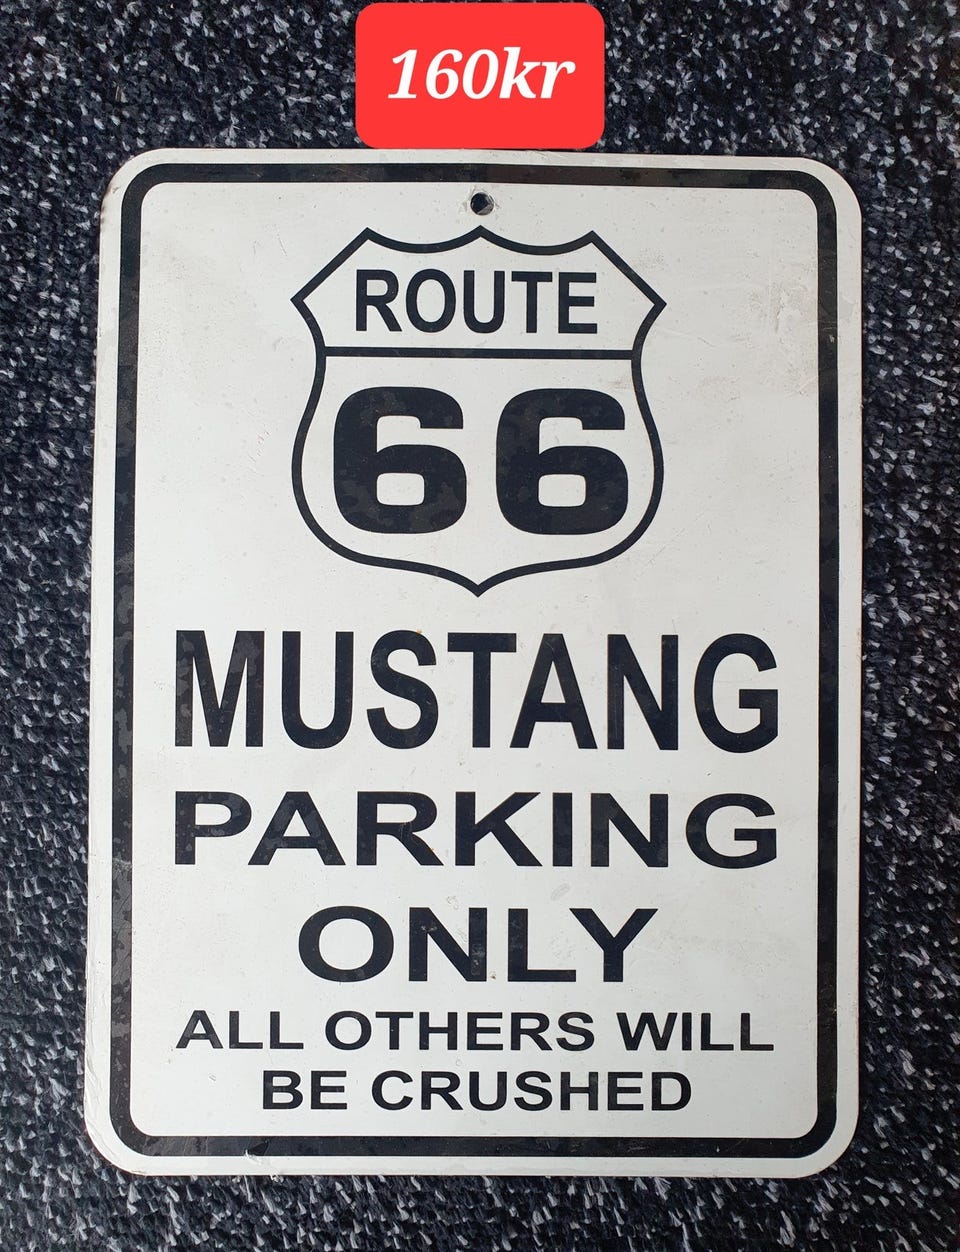 160kr
ROUTE
66
MUSTANG
PARKING
ONLY
ALL OTHERS WILL
BE CRUSHED